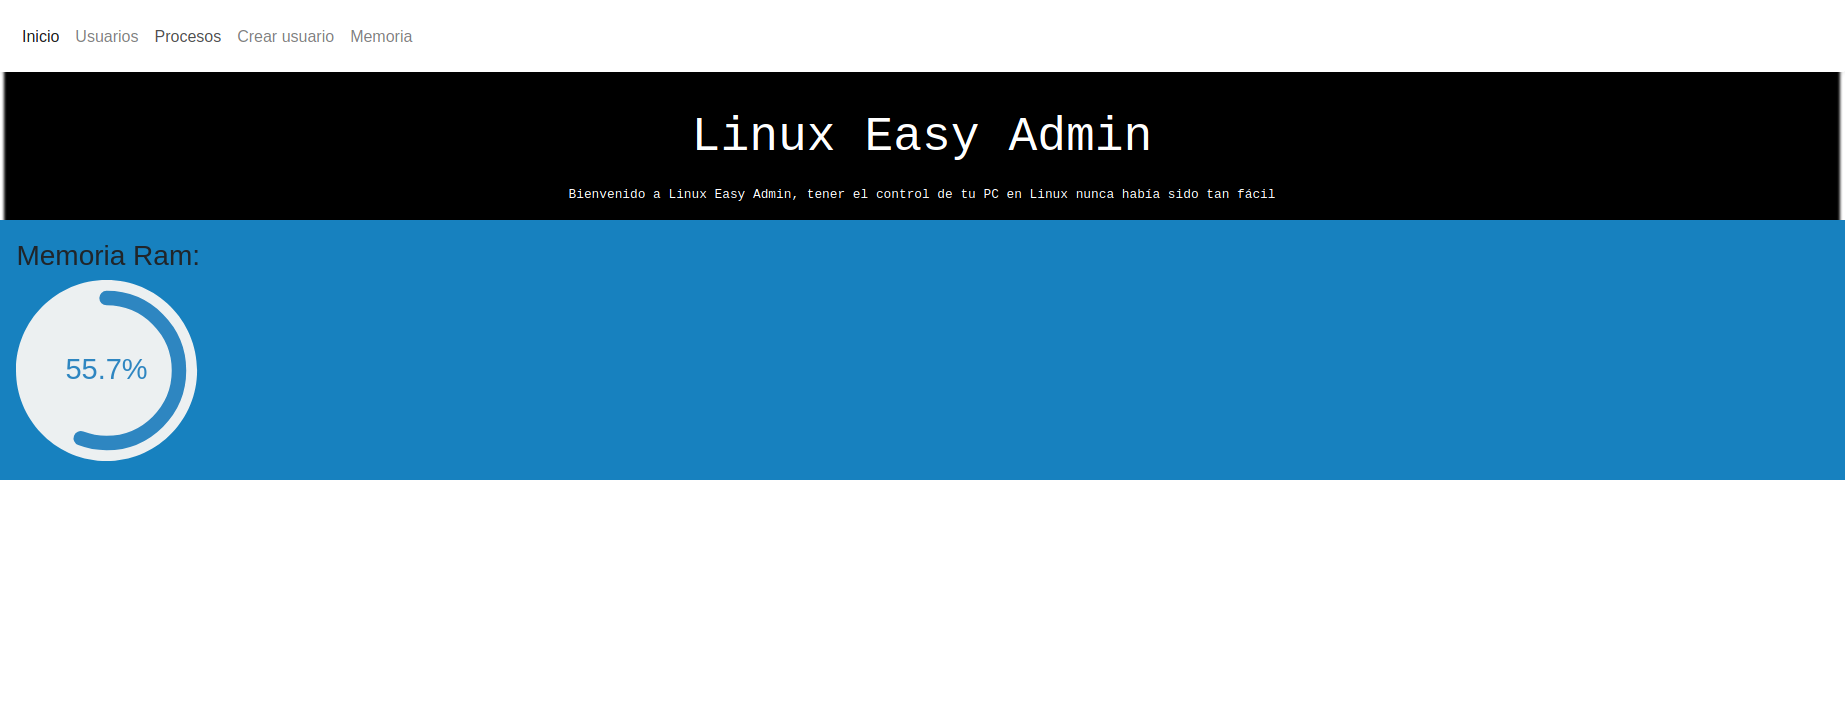 Inicio Usuarios Procesos Crear usuario Memoria
Linux Easy Admin
Bienvenido a Linux Easy Admin, tener el control de tu PC en Linux nunca había sido tan fácil
Memoria Ram:
55.7%